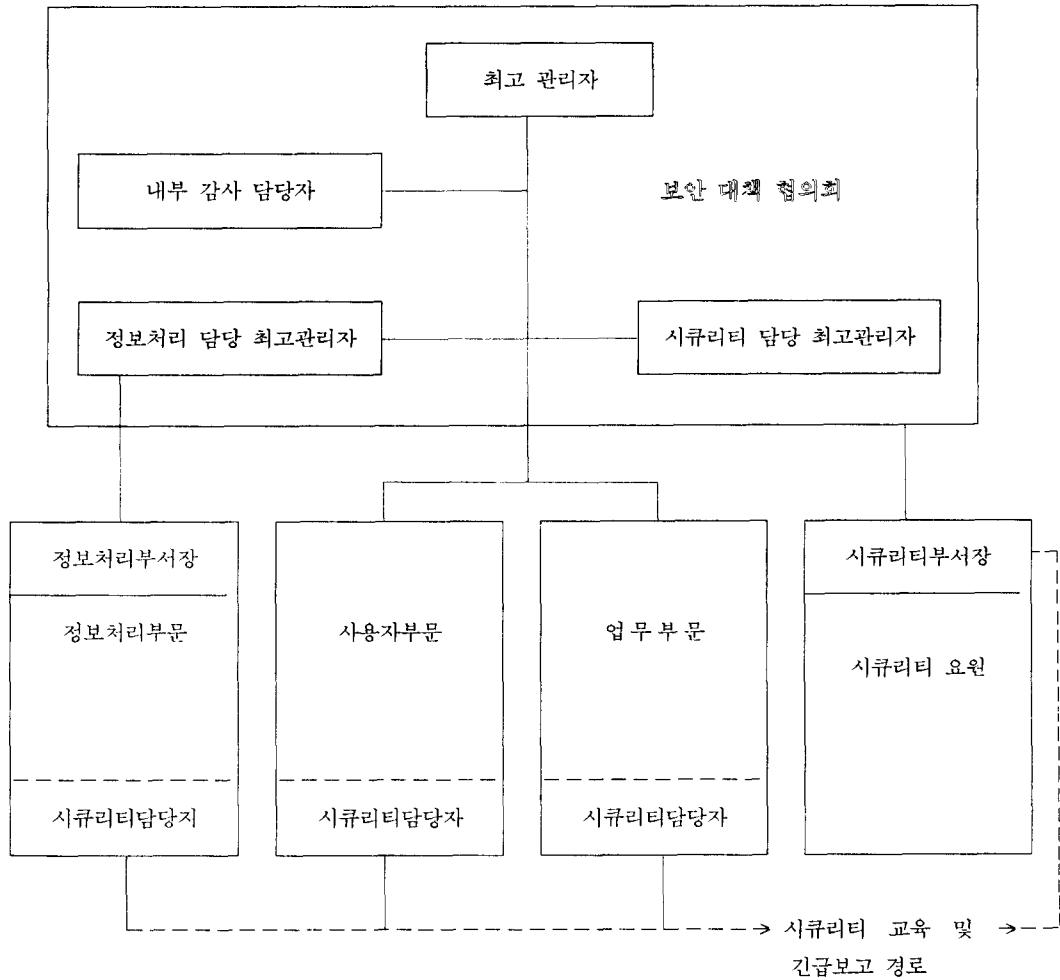 최고 관리자
내부 감사 담당자
보안 대책 협의회
정보처리 담당 최고관리자
시큐리티 담당 최고관리자
정보처리부서장
정보처리부문
시큐리티담당지
사용자부문
시큐리티담당자
업무부문
시큐리티담당자
시큐리티부서장
시큐리티 요원
시큐리티 교육 및
긴급보고 경로